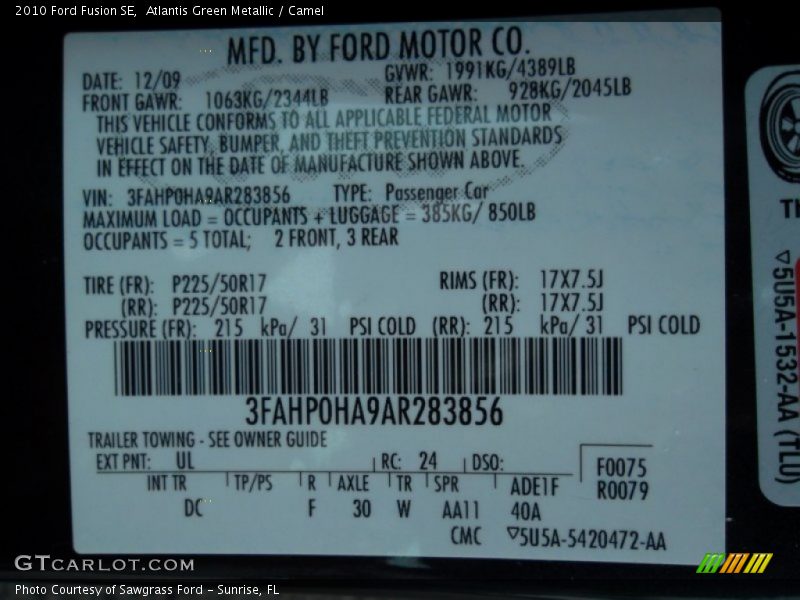 2010 Ford Fusion SE, Atlantis Green Metallic / Camel
MFD. BY FORD MOTOR CO.
DATE: 12/09 GVWR: 1991KG/4389LB
FRONT GAWR: 1063KG/2344LB REAR GAWR: 928KG/2045LB
THIS VEHICLE CONFORMS TO ALL APPLICABLE FEDERAL MOTOR
VEHICLE SAFETY, BUMPER, AND THEFT PREVENTION STANDARDS
IN EFFECT ON THE DATE OF MANUFACTURE SHOWN ABOVE.
VIN: 3FAHP0HA9AR283856 TYPE: Passenger Car
MAXIMUM LOAD = OCCUPANTS + LUGGAGE = 385KG/ 850LB
OCCUPANTS = 5 TOTAL; 2 FRONT, 3 REAR
TIRE (FR): P225/50R17 RIMS (FR): 17X7.5J
(RR): P225/50R17 (RR): 17X7.5J
PRESSURE (FR): 215 kPa/ 31 PSI COLD (RR): 215 kPa/ 31 PSI COLD
3FAHP0HA9AR283856
TRAILER TOWING - SEE OWNER GUIDE
EXT PNT: UL RC: 24 DSO: F0075
INT TR TP/PS R AXLE TR SPR ADE1F R0079
DC F 30 W AA11 40A
CMC ▽5U5A-5420472-AA
TI
▽5U5A-1532-AA (TLU)
GTCARLOT.COM
Photo Courtesy of Sawgrass Ford - Sunrise, FL